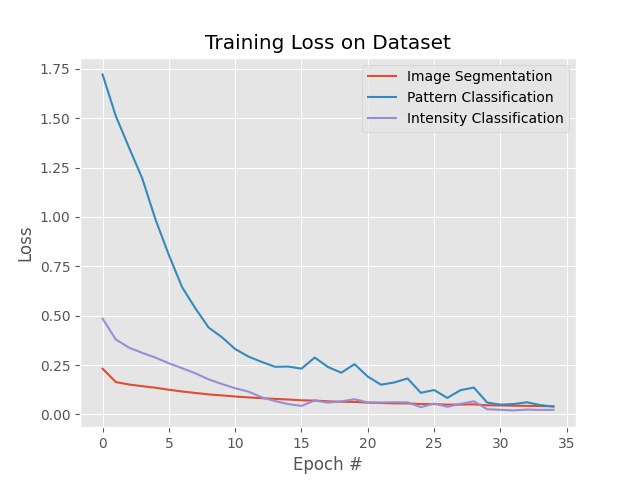 Training Loss on Dataset
Image Segmentation
Pattern Classification
Intensity Classification
1.75
1.50
1.25
1.00
0.75
0.50
0.25
0.00
Loss
0 5 10 15 20 25 30 35
Epoch #